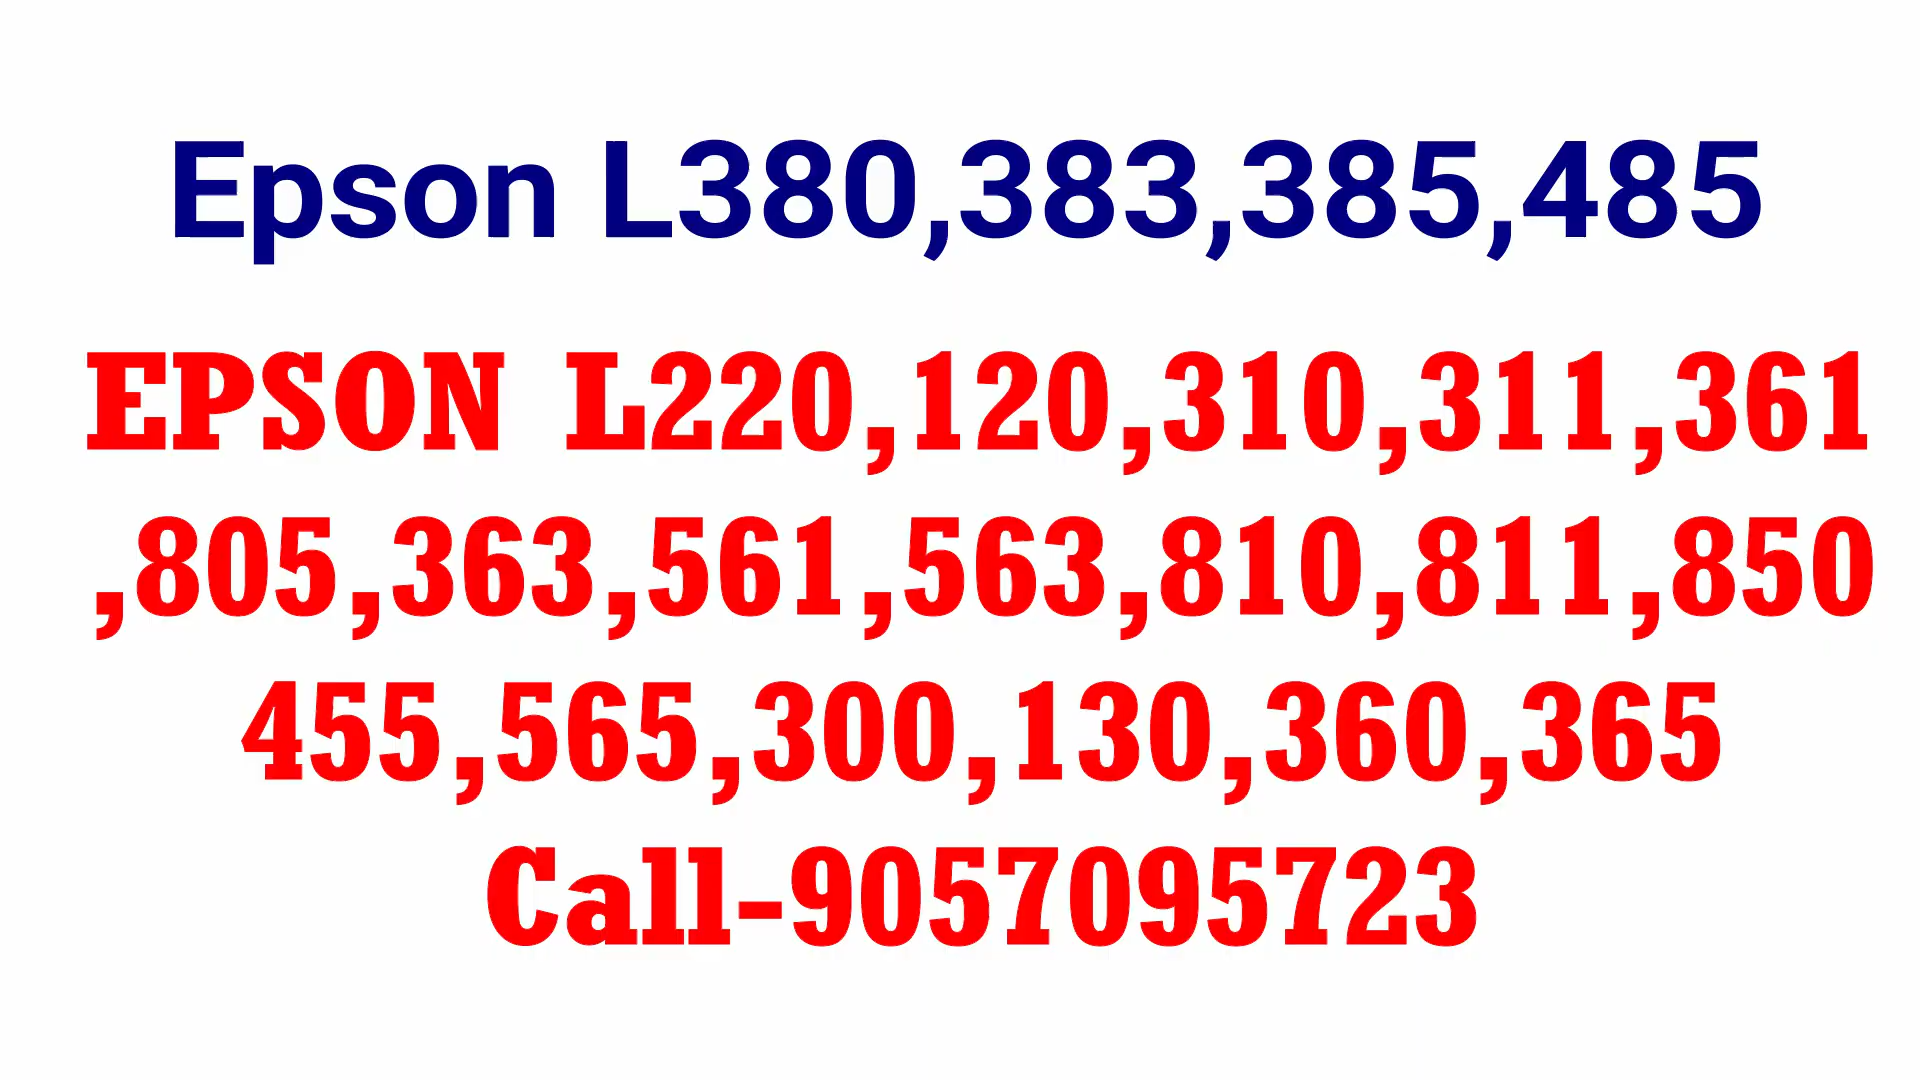 Epson L380,383,385,485
EPSON L220,120,310,311,361
,805,363,561,563,810,811,850
455,565,300,130,360,365
Call-9057095723